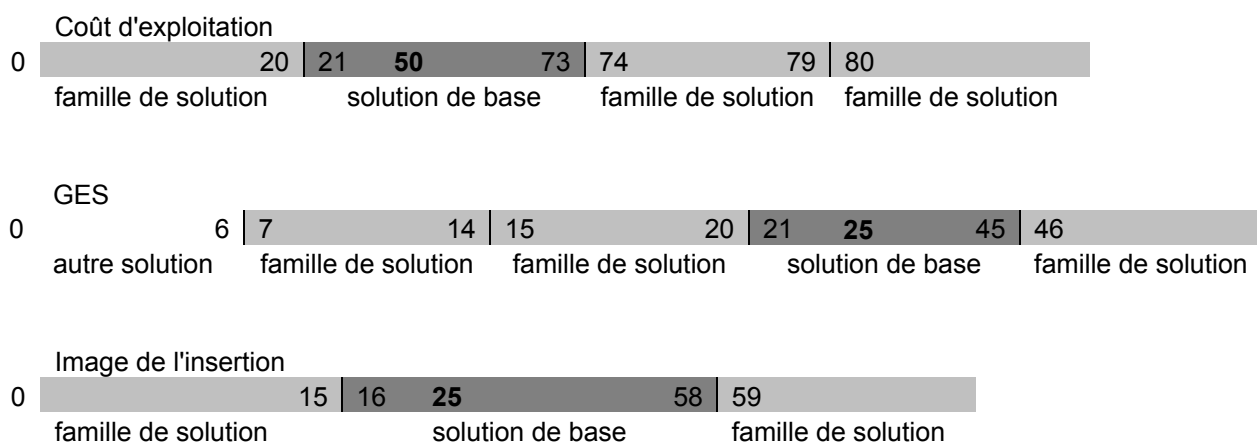 Coût d'exploitation
0 20 21 50 73 74 79 80
famille de solution solution de base famille de solution famille de solution
GES
0 6 7 14 15 20 21 25 45 46
autre solution famille de solution famille de solution solution de base famille de solution
Image de l'insertion
0 15 16 25 58 59
famille de solution solution de base famille de solution